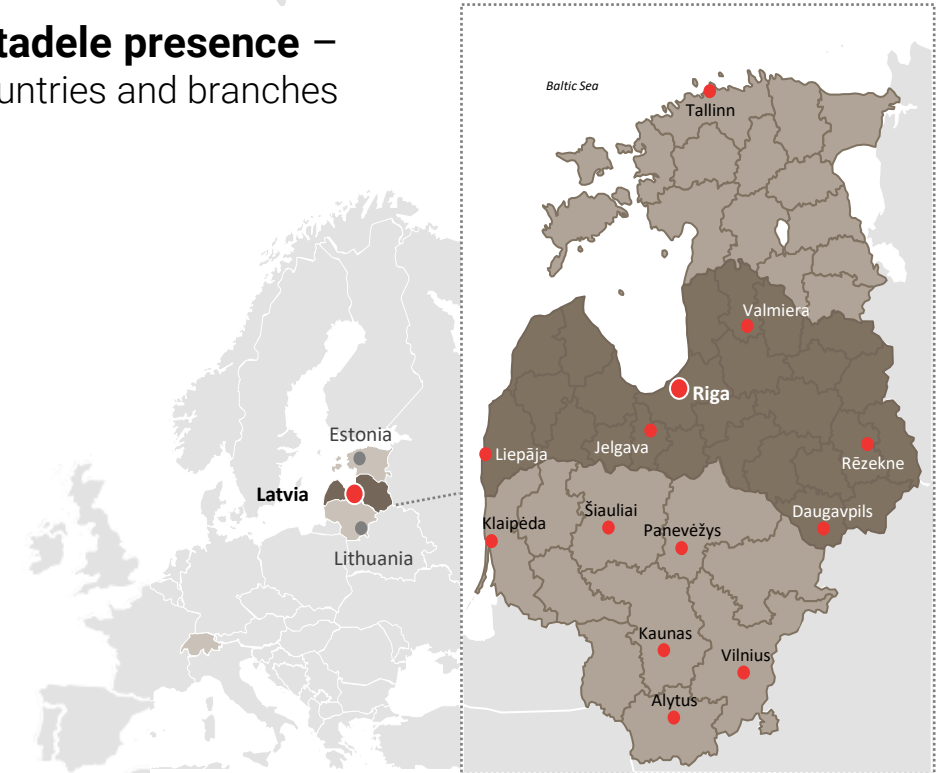 tadele presence –
untries and branches
Baltic Sea
Tallinn
Valmiera
Riga
Jelgava
Liepāja
Rēzekne
Daugavpils
Klaipėda
Šiauliai
Panevėžys
Kaunas
Vilnius
Alytus
Estonia
Latvia
Lithuania